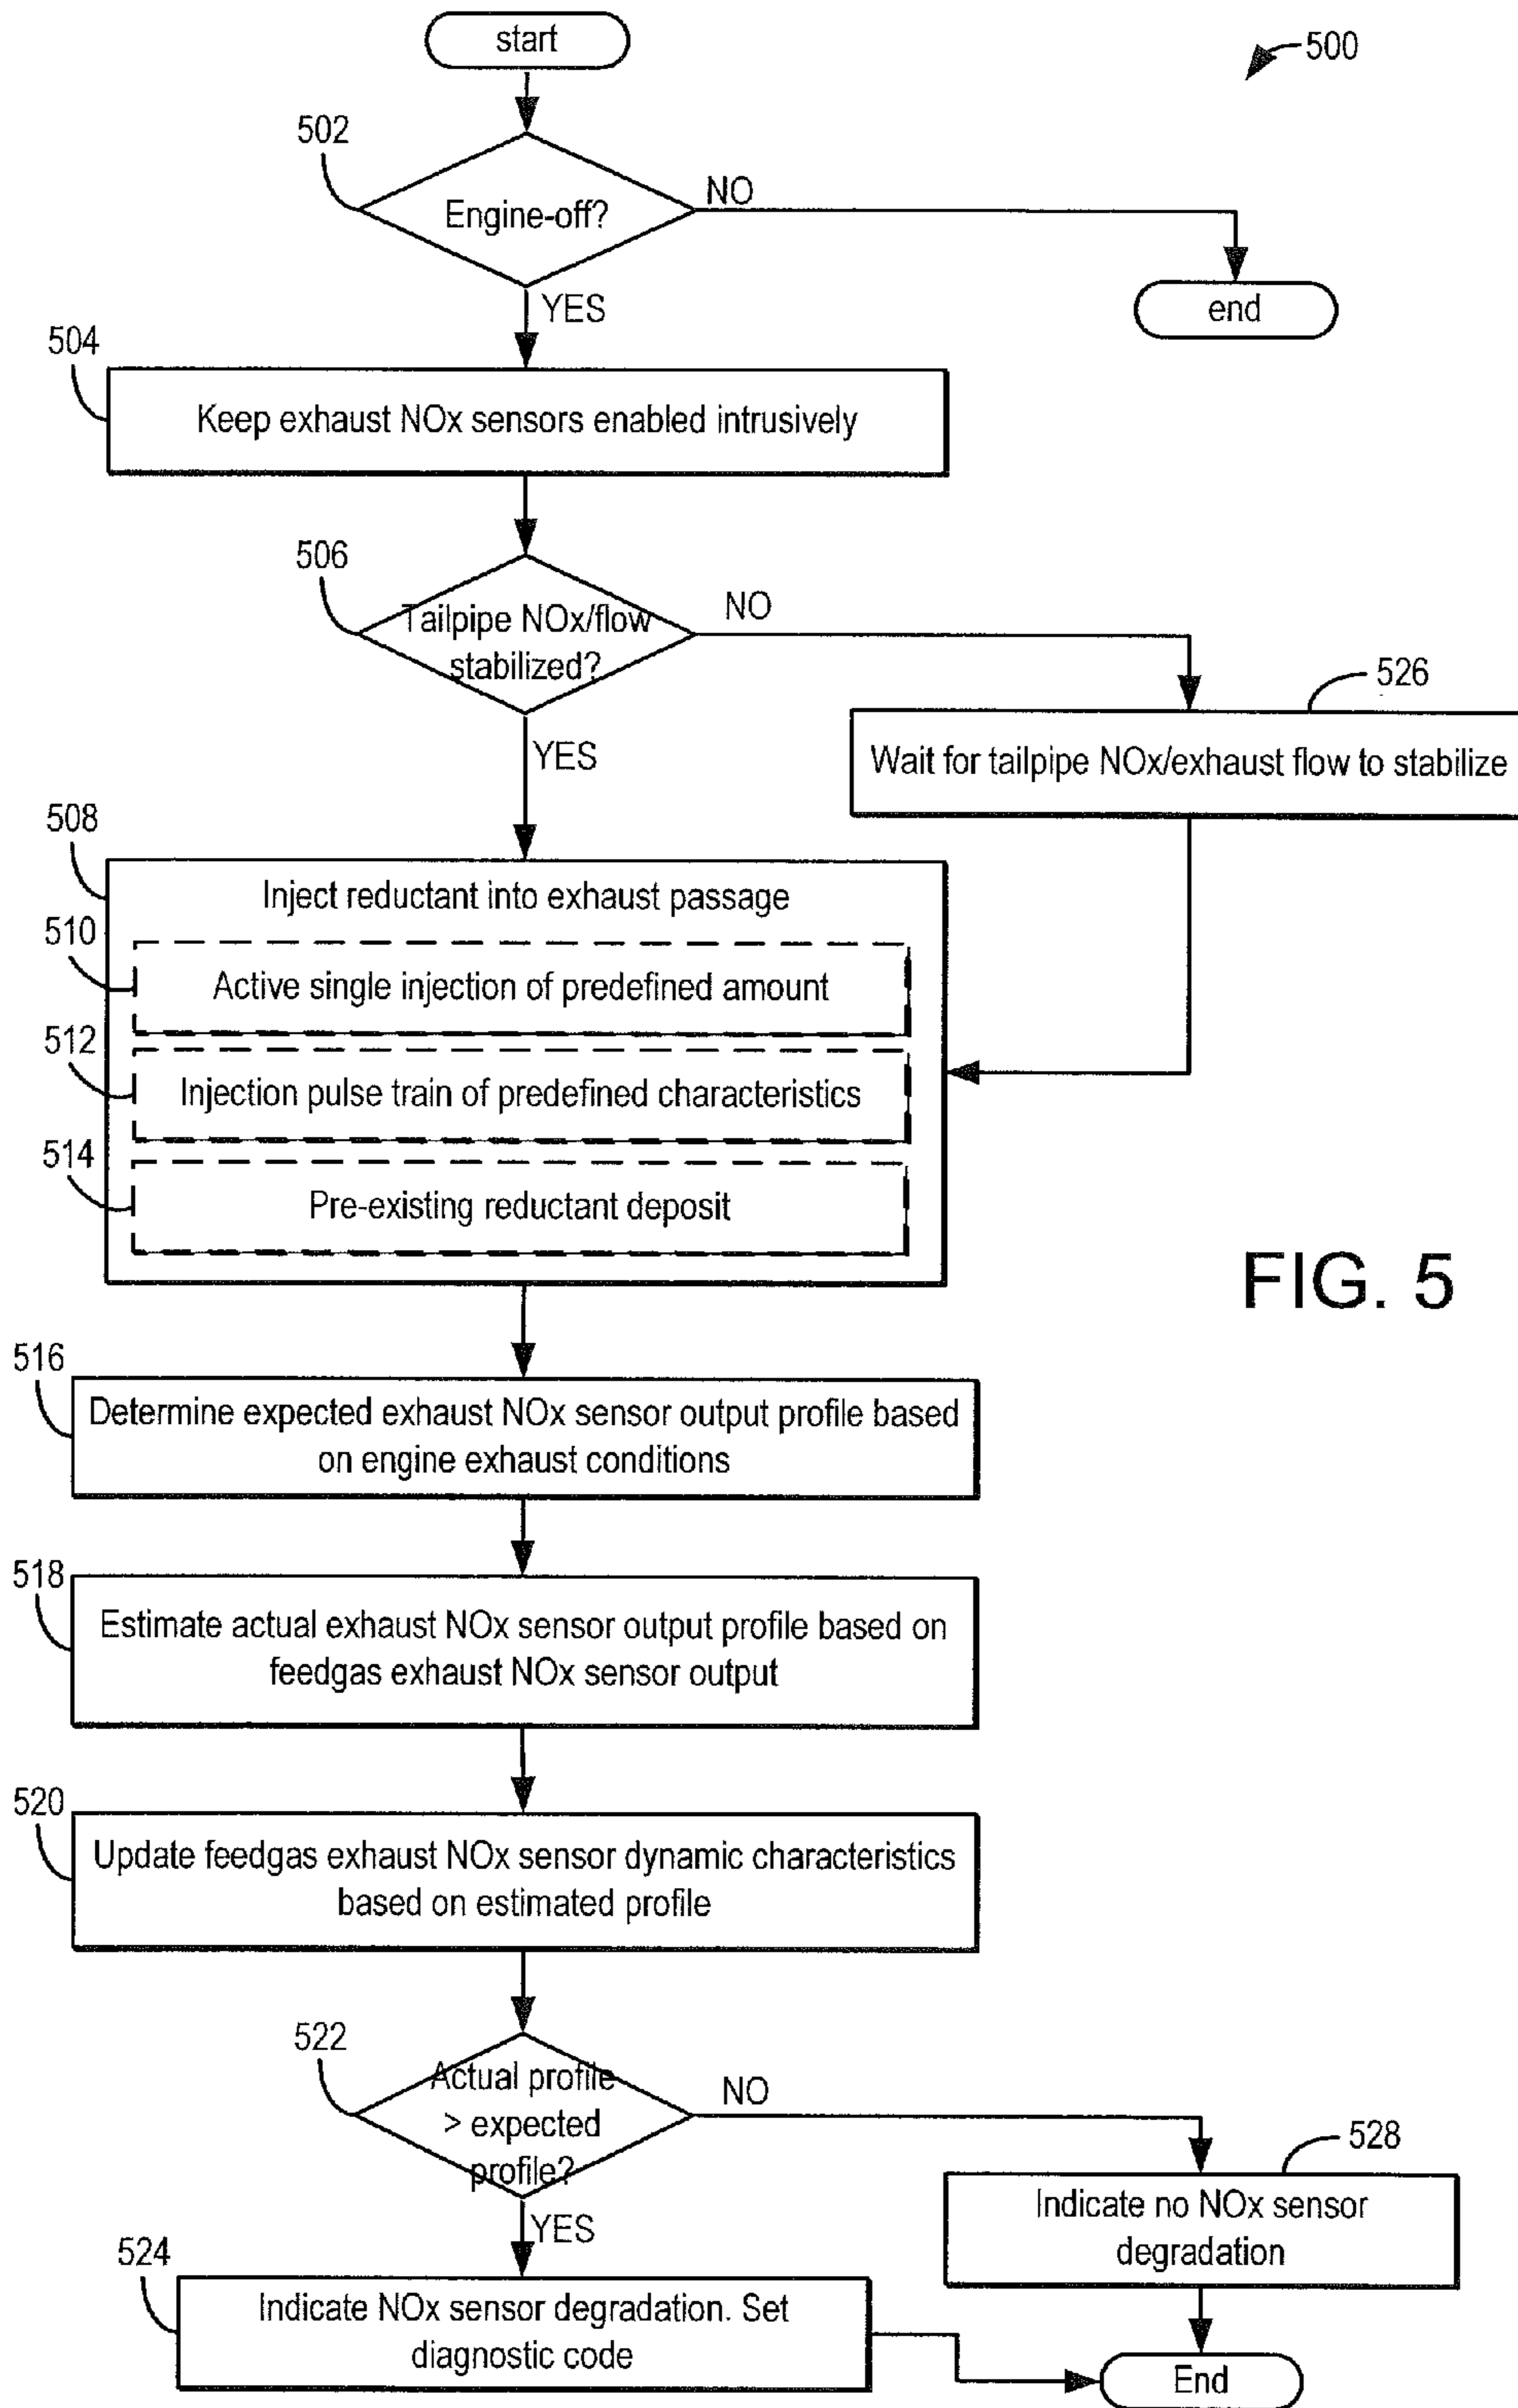 start
500
502
Engine-off?
NO
end
YES
504
Keep exhaust NOx sensors enabled intrusively
506
Tailpipe NOx/flow
stabilized?
NO
526
Wait for tailpipe NOx/exhaust flow to stabilize
YES
508
Inject reductant into exhaust passage
510
Active single injection of predefined amount
512
Injection pulse train of predefined characteristics
514
Pre-existing reductant deposit
FIG. 5
516
Determine expected exhaust NOx sensor output profile based
on engine exhaust conditions
518
Estimate actual exhaust NOx sensor output profile based on
feedgas exhaust NOx sensor output
520
Update feedgas exhaust NOx sensor dynamic characteristics
based on estimated profile
522
Actual profile
> expected
profile?
NO
528
Indicate no NOx sensor
degradation
YES
524
Indicate NOx sensor degradation. Set
diagnostic code
End